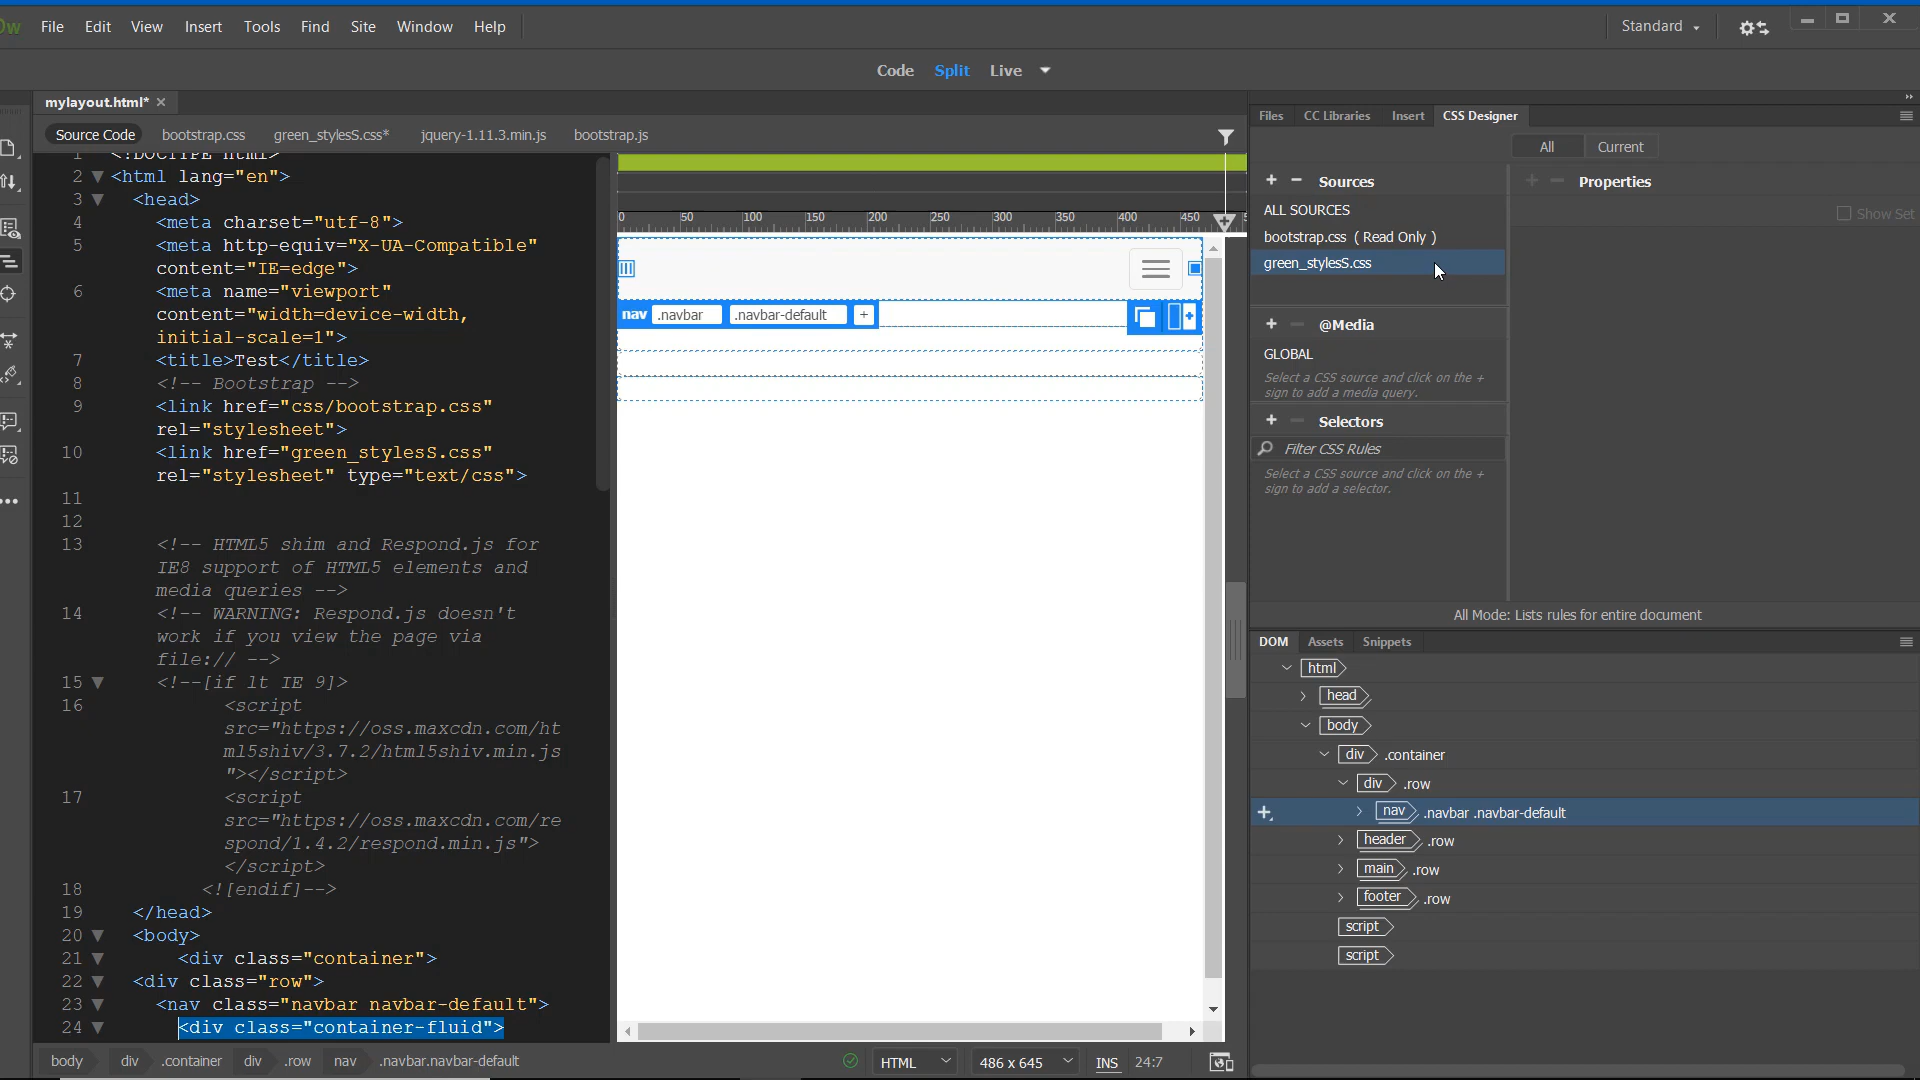 Dw File Edit View Insert Tools Find Site Window Help
Standard
Code Split Live
mylayout.html*
Source Code bootstrap.css green_stylesS.css* jquery-1.11.3.min.js bootstrap.js
1 <!DOCTYPE html>
2 <html lang="en">
3 <head>
4 <meta charset="utf-8">
5 <meta http-equiv="X-UA-Compatible"
content="IE=edge">
6 <meta name="viewport"
content="width=device-width,
initial-scale=1">
7 <title>Test</title>
8 <!-- Bootstrap -->
9 <link href="css/bootstrap.css"
rel="stylesheet">
10 <link href="green_stylesS.css"
rel="stylesheet" type="text/css">
11
12
13 <!-- HTML5 shim and Respond.js for
IE8 support of HTML5 elements and
media queries -->
14 <!-- WARNING: Respond.js doesn't
work if you view the page via
file:// -->
15 <!--[if lt IE 9]>
16 <script
src="https://oss.maxcdn.com/ht
ml5shiv/3.7.2/html5shiv.min.js
"></script>
17 <script
src="https://oss.maxcdn.com/re
spond/1.4.2/respond.min.js">
</script>
18 <![endif]-->
19 </head>
20 <body>
21 <div class="container">
22 <div class="row">
23 <nav class="navbar navbar-default">
24 <div class="container-fluid">
0 50 100 150 200 250 300 350 400 450
nav .navbar .navbar-default +
body div .container div .row nav .navbar.navbar-default
HTML 486 x 645 INS 24:7
Files CC Libraries Insert CSS Designer
All Current
+ − Sources
ALL SOURCES
bootstrap.css ( Read Only )
green_stylesS.css
+ − @Media
GLOBAL
Select a CSS source and click on the +
sign to add a media query.
+ − Selectors
Filter CSS Rules
Select a CSS source and click on the +
sign to add a selector.
+ − Properties
Show Set
All Mode: Lists rules for entire document
DOM Assets Snippets
html
head
body
div .container
div .row
nav .navbar .navbar-default
header .row
main .row
footer .row
script
script